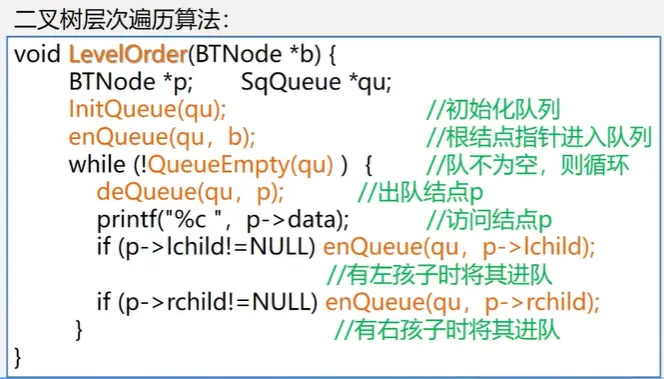 二叉树层次遍历算法：
void LevelOrder(BTNode *b) {
BTNode *p; SqQueue *qu;
InitQueue(qu); //初始化队列
enQueue(qu，b); //根结点指针进入队列
while (!QueueEmpty(qu) ) { //队不为空，则循环
deQueue(qu，p); //出队结点p
printf("%c ", p->data); //访问结点p
if (p->lchild!=NULL) enQueue(qu，p->lchild);
//有左孩子时将其进队
if (p->rchild!=NULL) enQueue(qu，p->rchild);
} //有右孩子时将其进队
}